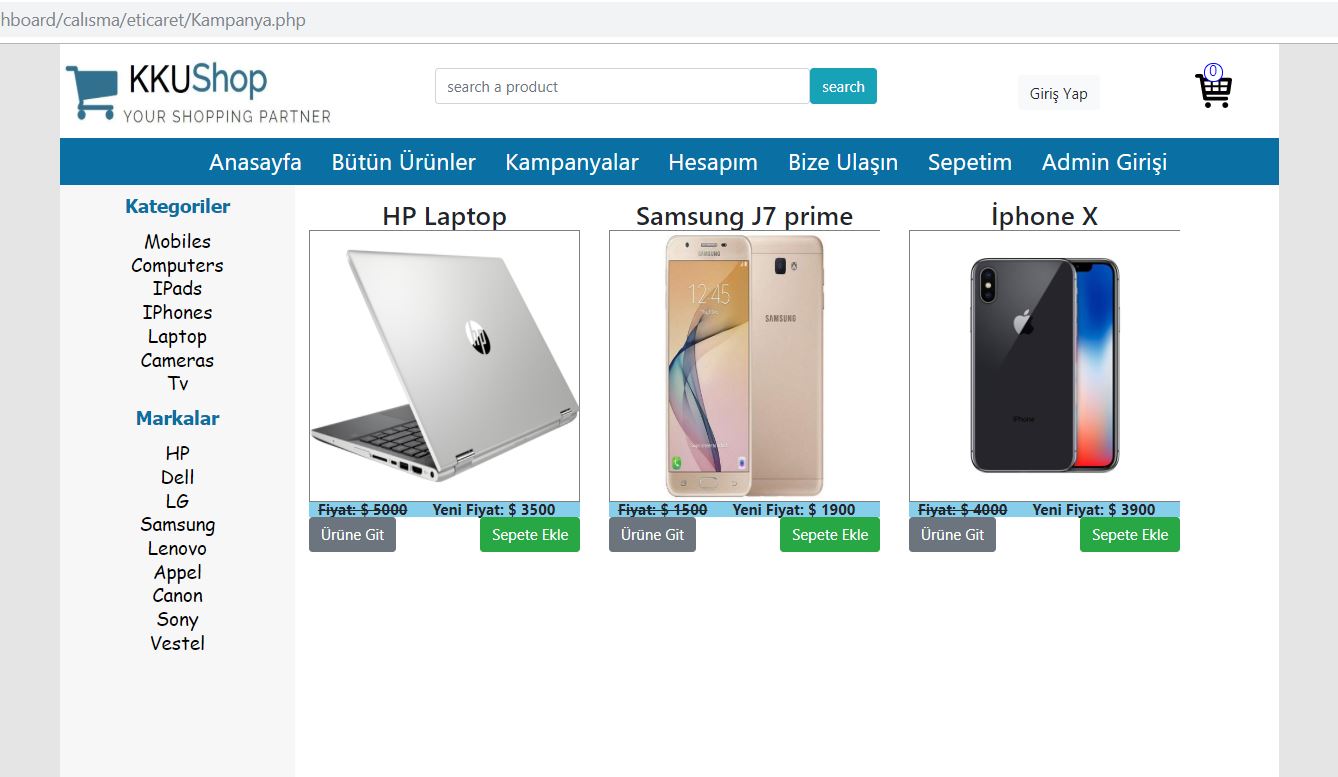 hboard/calısma/eticaret/Kampanya.php
KKUShop
YOUR SHOPPING PARTNER
search a product
search
Giriş Yap
0
Anasayfa Bütün Ürünler Kampanyalar Hesapım Bize Ulaşın Sepetim Admin Girişi
Kategoriler
Mobiles
Computers
IPads
IPhones
Laptop
Cameras
Tv
Markalar
HP
Dell
LG
Samsung
Lenovo
Appel
Canon
Sony
Vestel
HP Laptop
hp
Fiyat: $ 5000 Yeni Fiyat: $ 3500
Ürüne Git Sepete Ekle
Samsung J7 prime
SAMSUNG
12:45
SAMSUNG
Fiyat: $ 1500 Yeni Fiyat: $ 1900
Ürüne Git Sepete Ekle
İphone X
iPhone
Fiyat: $ 4000 Yeni Fiyat: $ 3900
Ürüne Git Sepete Ekle